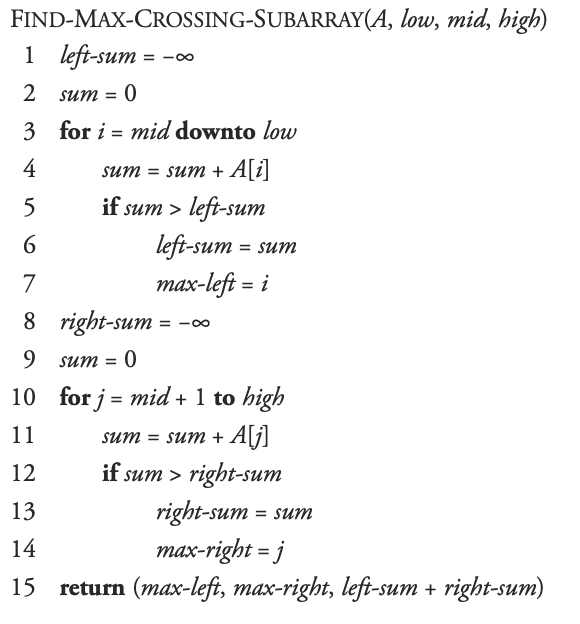 FIND-MAX-CROSSING-SUBARRAY(A, low, mid, high)
1 left-sum = –∞
2 sum = 0
3 for i = mid downto low
4 sum = sum + A[i]
5 if sum > left-sum
6 left-sum = sum
7 max-left = i
8 right-sum = –∞
9 sum = 0
10 for j = mid + 1 to high
11 sum = sum + A[j]
12 if sum > right-sum
13 right-sum = sum
14 max-right = j
15 return (max-left, max-right, left-sum + right-sum)